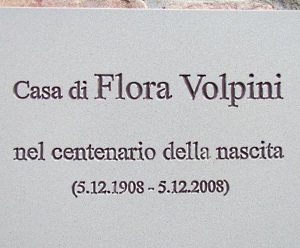 Casa di Flora Volpini
nel centenario della nascita
(5.12.1908 - 5.12.2008)